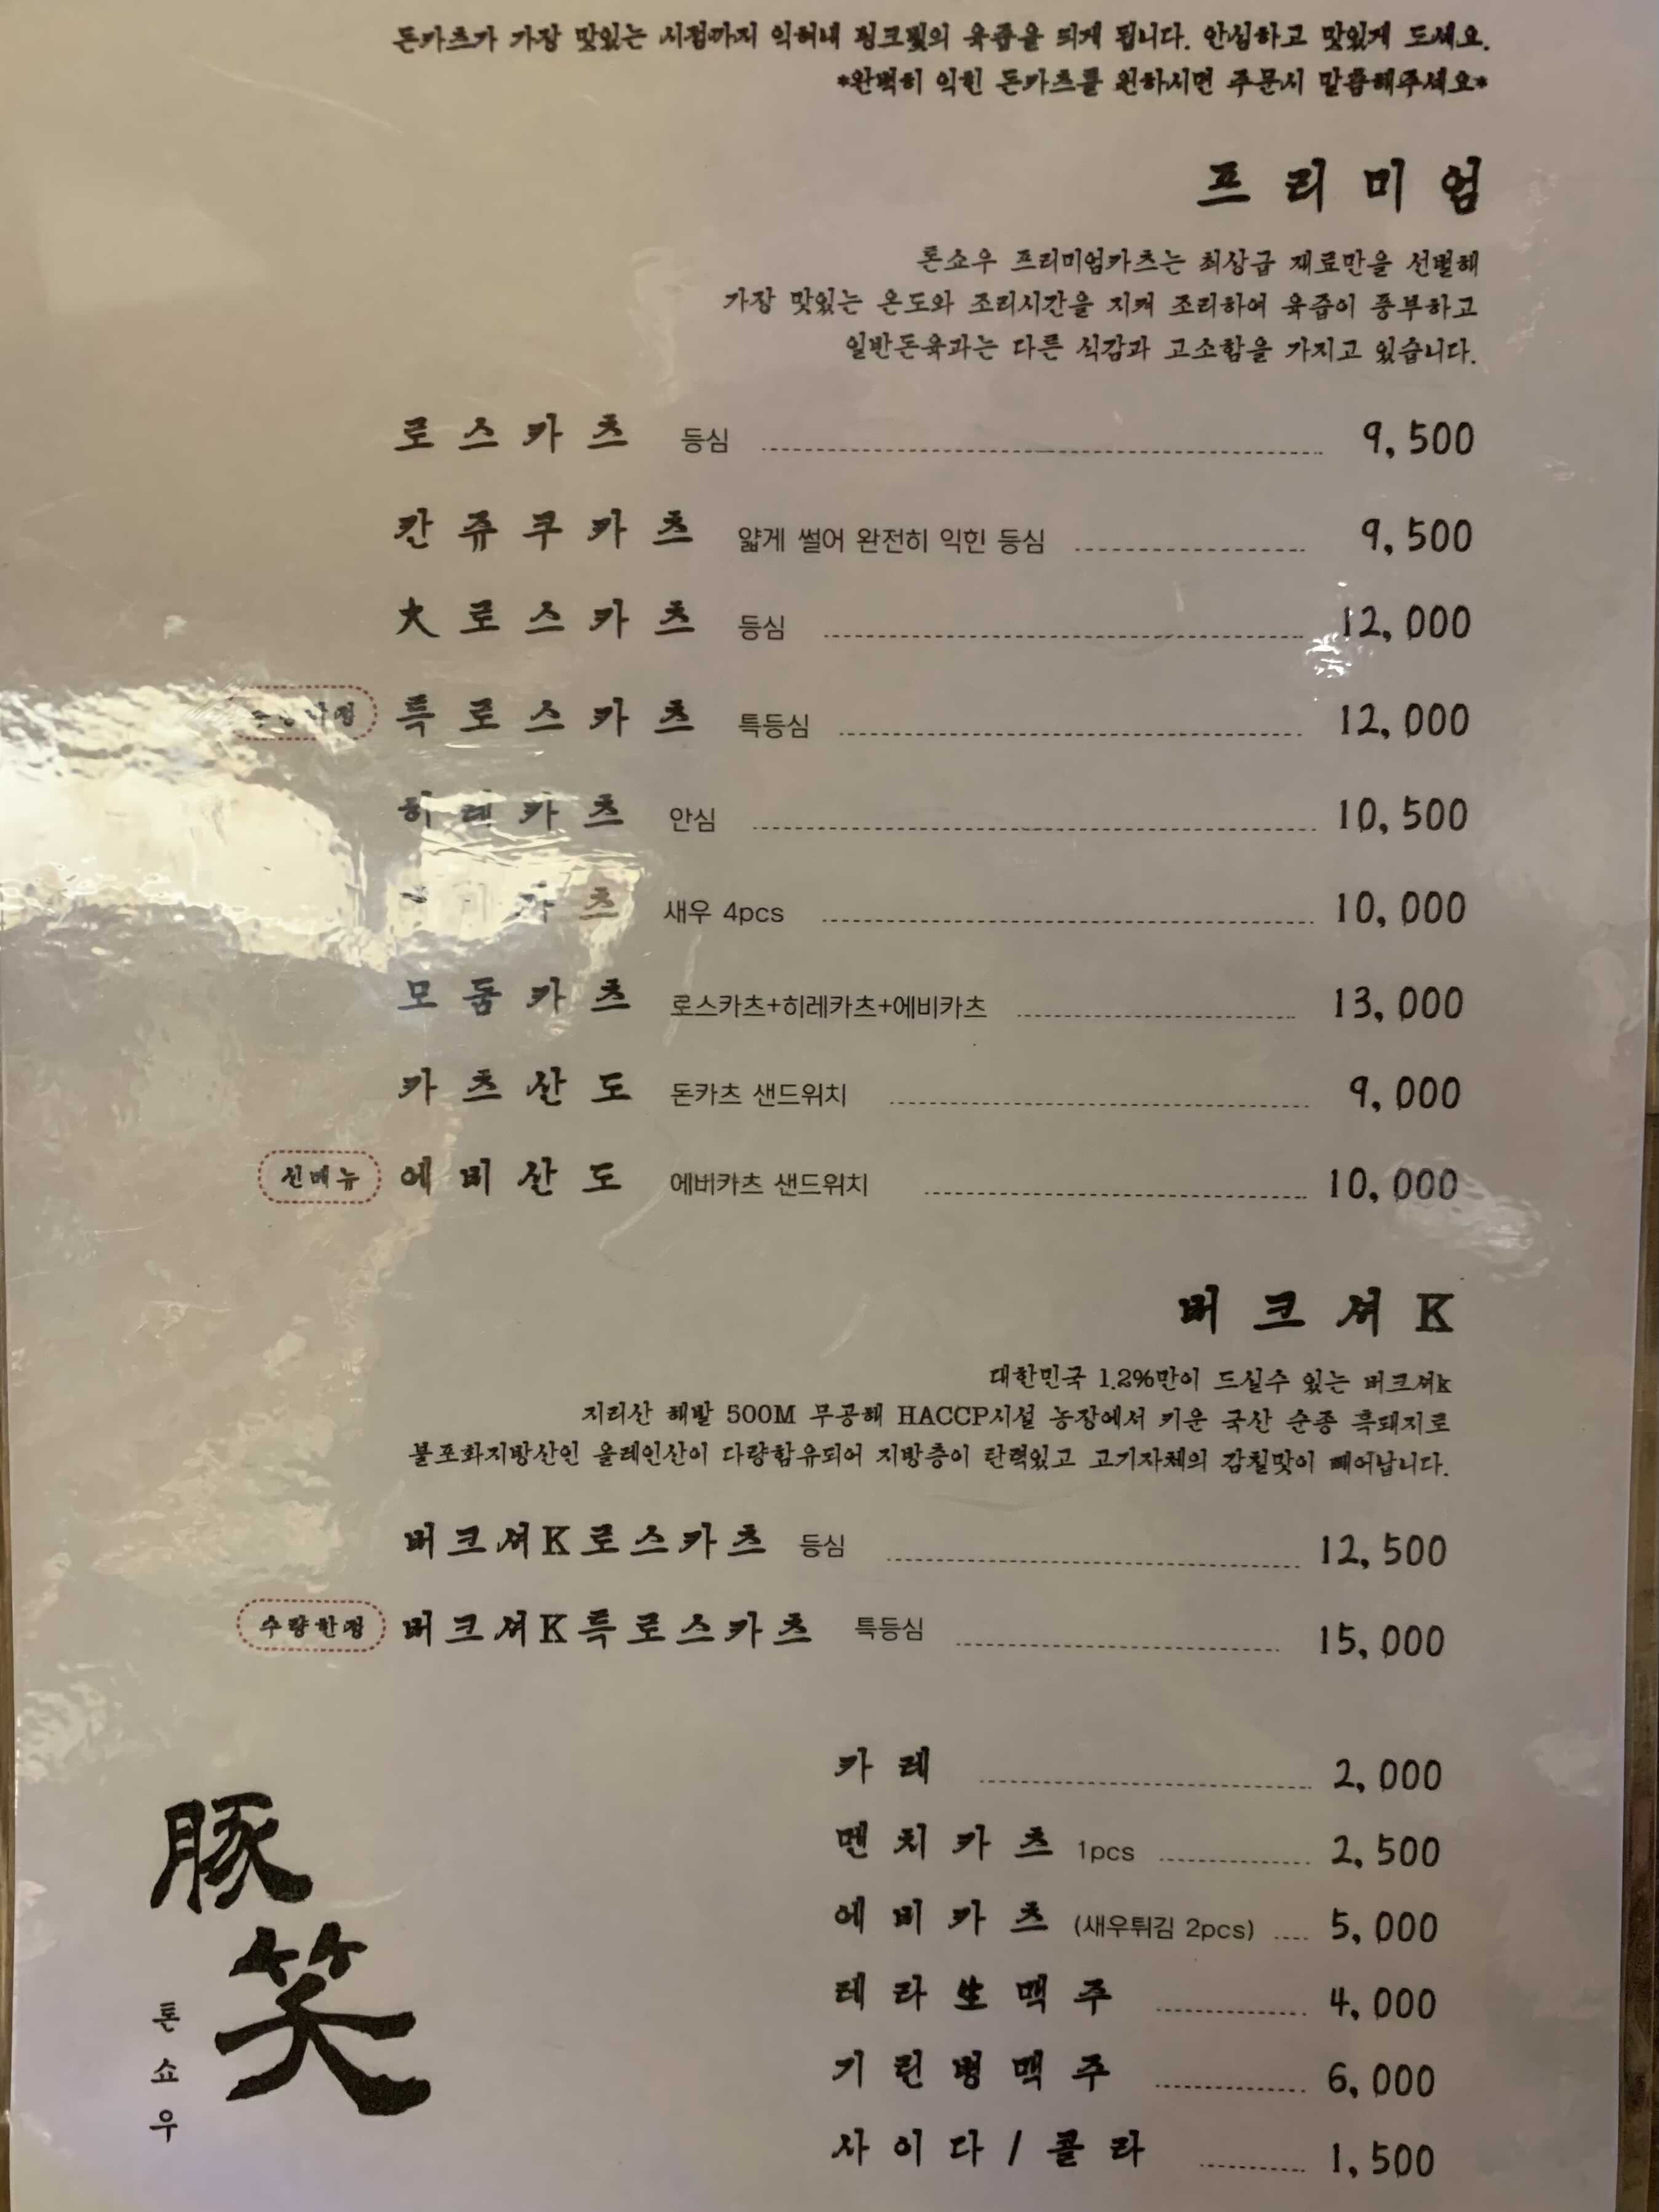 돈카츠가 가장 맛있는 시점까지 익혀내 핑크빛의 육즙을 띄게 됩니다. 안심하고 맛있게 드세요.
*완벽히 익힌 돈카츠를 원하시면 주문시 말씀해주세요*
프리미엄
톤쇼우 프리미엄카츠는 최상급 재료만을 선별해
가장 맛있는 온도와 조리시간을 지켜 조리하여 육즙이 풍부하고
일반돈육과는 다른 식감과 고소함을 가지고 있습니다.
로스카츠 등심 9,500
칸쥬쿠카츠 얇게 썰어 완전히 익힌 등심 9,500
大로스카츠 등심 12,000
특로스카츠 특등심 12,000
히레카츠 안심 10,500
카츠 새우 4pcs 10,000
모둠카츠 로스카츠+히레카츠+에비카츠 13,000
카츠산도 돈카츠 샌드위치 9,000
신메뉴 에비산도 에비카츠 샌드위치 10,000
버크셔K
대한민국 1.2%만이 드실수 있는 버크셔k
지리산 해발 500M 무공해 HACCP시설 농장에서 키운 국산 순종 흑돼지로
불포화지방산인 올레인산이 다량함유되어 지방층이 탄력있고 고기자체의 감칠맛이 빼어납니다.
버크셔K로스카츠 등심 12,500
수량한정 버크셔K특로스카츠 특등심 15,000
카레 2,000
멘치카츠 1pcs 2,500
에비카츠 (새우튀김 2pcs) 5,000
테라生맥주 4,000
기린병맥주 6,000
사이다/콜라 1,500
豚笑
톤쇼우